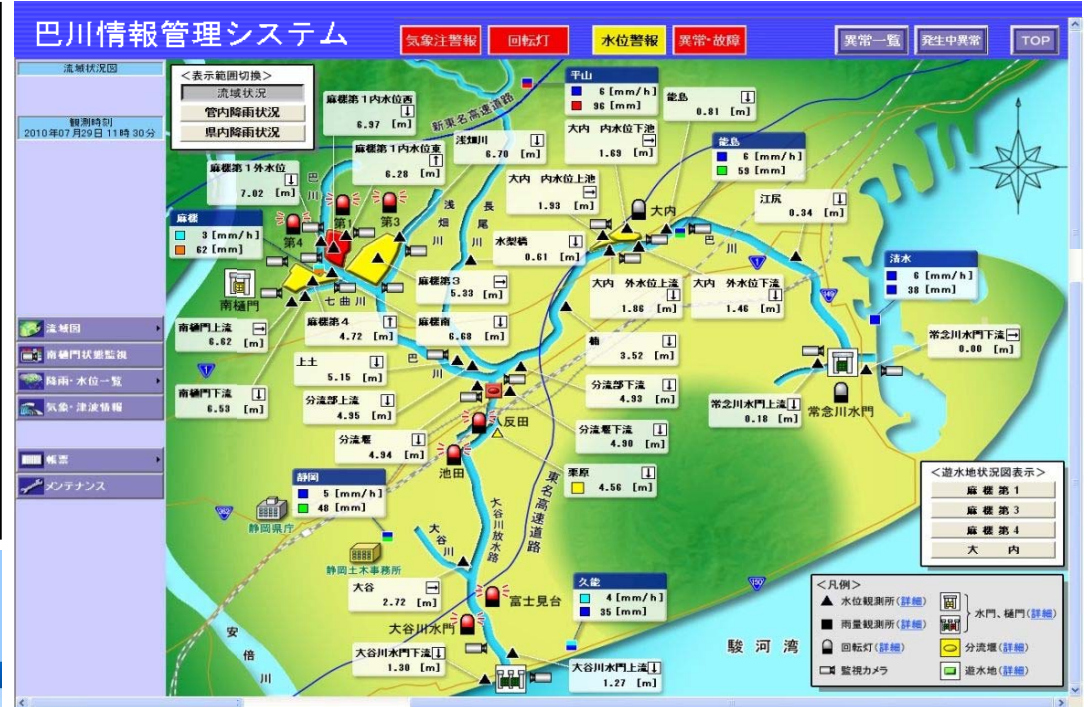 巴川情報管理システム
気象注警報
回転灯
水位警報
異常・故障
異常一覧
発生中異常
TOP
流域状況図
観測時刻
2010年07月29日 11時30分
<表示範囲切換>
流域状況
管内降雨状況
県内降雨状況
流域図
南樋門状態監視
降雨・水位一覧
気象・津波情報
帳票
メンテナンス
麻機第1内水位西
↓
6.97 [m]
新東名高速道路
麻機第1内水位東
↑
6.28 [m]
浅畑川
↓
6.70 [m]
平山
6 [mm/h]
96 [mm]
能島
↓
0.81 [m]
大内 内水位下池
→
1.69 [m]
能島
6 [mm/h]
59 [mm]
麻機第1外水位
↓
7.02 [m]
巴川
大内 内水位上池
→
1.93 [m]
江尻
↓
0.34 [m]
麻機
3 [mm/h]
62 [mm]
第4
第1
第3
浅畑川
長尾川
水梨橋
↓
0.61 [m]
大内
巴川
1
149
清水
6 [mm/h]
38 [mm]
南樋門
七曲川
麻機第3
→
5.33 [m]
大内 外水位上流
↓
1.86 [m]
大内 外水位下流
↓
1.46 [m]
南樋門上流
→
6.62 [m]
麻機第4
↑
4.72 [m]
麻機南
↓
6.68 [m]
楠
↓
3.52 [m]
常念川水門下流
→
0.00 [m]
1
上土
↓
5.15 [m]
巴川
南樋門下流
↓
6.53 [m]
分流部上流
↓
4.95 [m]
分流部下流
↓
4.93 [m]
常念川水門上流
↓
0.18 [m]
常念川水門
八反田
分流堰
↓
4.94 [m]
分流堰下流
↓
4.90 [m]
池田
栗原
↓
4.56 [m]
東名高速道路
静岡
5 [mm/h]
48 [mm]
362
静岡県庁
大谷川放水路
大谷川
静岡土木事務所
150
大谷
→
2.72 [m]
富士見台
久能
4 [mm/h]
35 [mm]
大谷川水門
安倍川
大谷川水門下流
↓
1.30 [m]
大谷川水門上流
↓
1.27 [m]
駿河湾
<遊水地状況図表示>
麻機第1
麻機第3
麻機第4
大 内
<凡例>
水位観測所(詳細)
水門、樋門(詳細)
雨量観測所(詳細)
回転灯(詳細)
分流堰(詳細)
監視カメラ
遊水地(詳細)